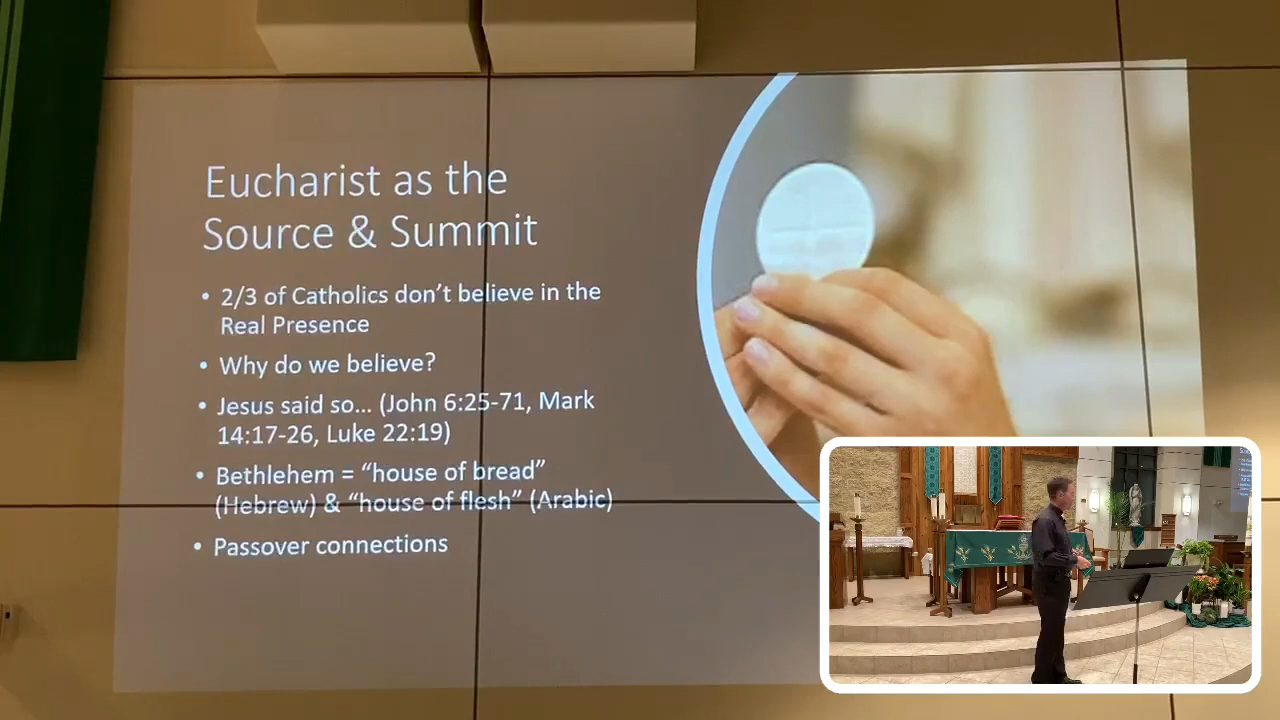 Eucharist as the
Source & Summit
• 2/3 of Catholics don't believe in the
Real Presence
• Why do we believe?
• Jesus said so... (John 6:25-71, Mark
14:17-26, Luke 22:19)
• Bethlehem = "house of bread"
(Hebrew) & "house of flesh" (Arabic)
• Passover connections